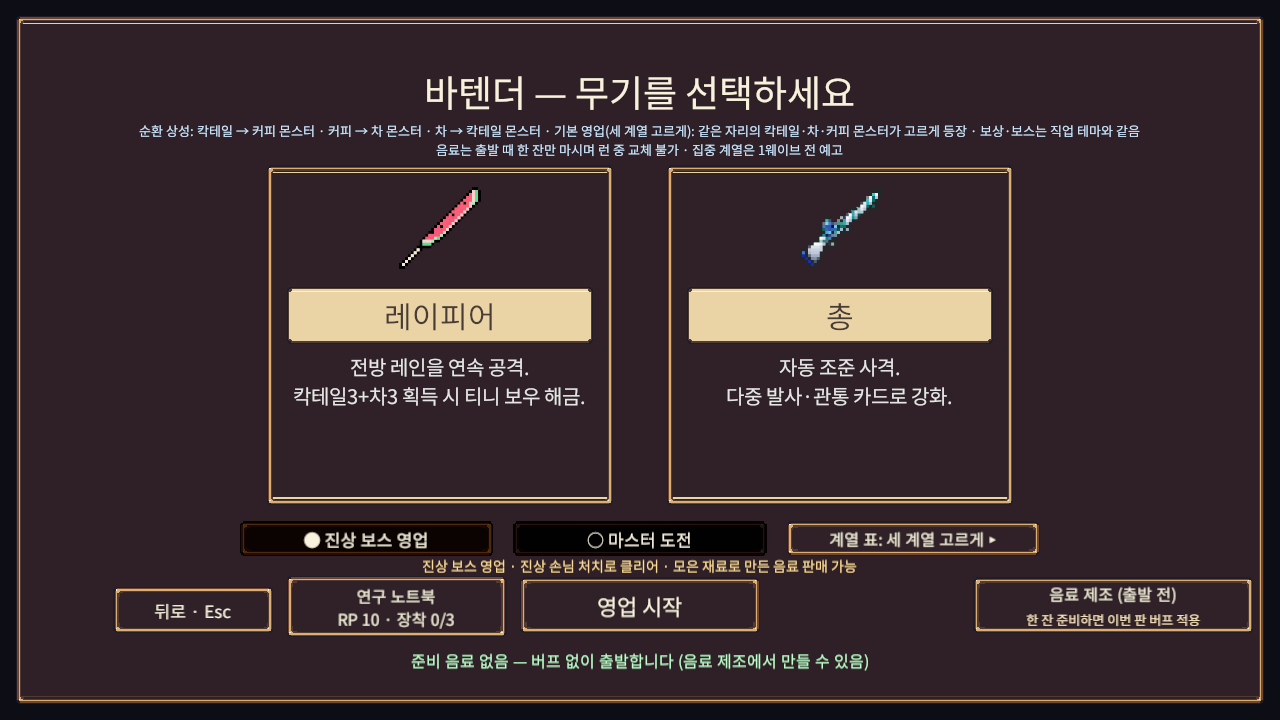 바텐더 — 무기를 선택하세요
순환 상성: 칵테일 → 커피 몬스터 · 커피 → 차 몬스터 · 차 → 칵테일 몬스터 · 기본 영업(세 계열 고르게): 같은 자리의 칵테일·차·커피 몬스터가 고르게 등장 · 보상·보스는 직업 테마와 같음
음료는 출발 때 한 잔만 마시며 런 중 교체 불가 · 집중 계열은 1웨이브 전 예고
레이피어
전방 레인을 연속 공격.
칵테일3+차3 획득 시 티니 보우 해금.
총
자동 조준 사격.
다중 발사·관통 카드로 강화.
● 진상 보스 영업
○ 마스터 도전
계열 표: 세 계열 고르게 ▸
진상 보스 영업 · 진상 손님 처치로 클리어 · 모은 재료로 만든 음료 판매 가능
뒤로 · Esc
연구 노트북
RP 10 · 장착 0/3
영업 시작
음료 제조 (출발 전)
한 잔 준비하면 이번 판 버프 적용
준비 음료 없음 — 버프 없이 출발합니다 (음료 제조에서 만들 수 있음)